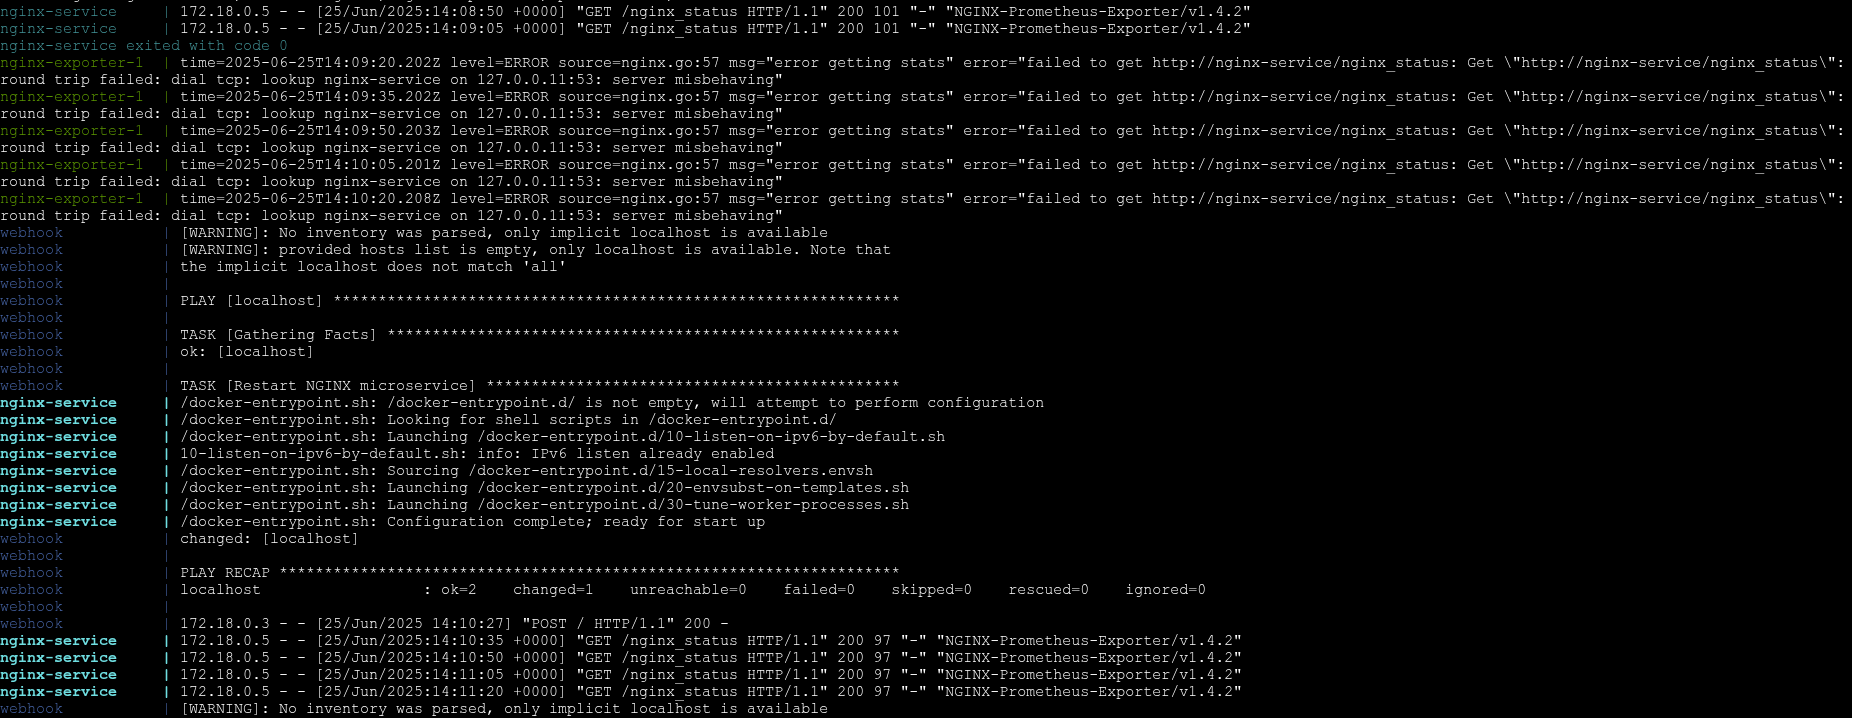 nginx-service     | 172.18.0.5 - - [25/Jun/2025:14:08:50 +0000] "GET /nginx_status HTTP/1.1" 200 101 "-" "NGINX-Prometheus-Exporter/v1.4.2"
nginx-service     | 172.18.0.5 - - [25/Jun/2025:14:09:05 +0000] "GET /nginx_status HTTP/1.1" 200 101 "-" "NGINX-Prometheus-Exporter/v1.4.2"
nginx-service exited with code 0
nginx-exporter-1  | time=2025-06-25T14:09:20.202Z level=ERROR source=nginx.go:57 msg="error getting stats" error="failed to get http://nginx-service/nginx_status: Get \"http://nginx-service/nginx_status\":
round trip failed: dial tcp: lookup nginx-service on 127.0.0.11:53: server misbehaving"
nginx-exporter-1  | time=2025-06-25T14:09:35.202Z level=ERROR source=nginx.go:57 msg="error getting stats" error="failed to get http://nginx-service/nginx_status: Get \"http://nginx-service/nginx_status\":
round trip failed: dial tcp: lookup nginx-service on 127.0.0.11:53: server misbehaving"
nginx-exporter-1  | time=2025-06-25T14:09:50.203Z level=ERROR source=nginx.go:57 msg="error getting stats" error="failed to get http://nginx-service/nginx_status: Get \"http://nginx-service/nginx_status\":
round trip failed: dial tcp: lookup nginx-service on 127.0.0.11:53: server misbehaving"
nginx-exporter-1  | time=2025-06-25T14:10:05.201Z level=ERROR source=nginx.go:57 msg="error getting stats" error="failed to get http://nginx-service/nginx_status: Get \"http://nginx-service/nginx_status\":
round trip failed: dial tcp: lookup nginx-service on 127.0.0.11:53: server misbehaving"
nginx-exporter-1  | time=2025-06-25T14:10:20.208Z level=ERROR source=nginx.go:57 msg="error getting stats" error="failed to get http://nginx-service/nginx_status: Get \"http://nginx-service/nginx_status\":
round trip failed: dial tcp: lookup nginx-service on 127.0.0.11:53: server misbehaving"
webhook           | [WARNING]: No inventory was parsed, only implicit localhost is available
webhook           | [WARNING]: provided hosts list is empty, only localhost is available. Note that
webhook           | the implicit localhost does not match 'all'
webhook           |
webhook           | PLAY [localhost] ***************************************************************
webhook           |
webhook           | TASK [Gathering Facts] *********************************************************
webhook           | ok: [localhost]
webhook           |
webhook           | TASK [Restart NGINX microservice] **********************************************
nginx-service     | /docker-entrypoint.sh: /docker-entrypoint.d/ is not empty, will attempt to perform configuration
nginx-service     | /docker-entrypoint.sh: Looking for shell scripts in /docker-entrypoint.d/
nginx-service     | /docker-entrypoint.sh: Launching /docker-entrypoint.d/10-listen-on-ipv6-by-default.sh
nginx-service     | 10-listen-on-ipv6-by-default.sh: info: IPv6 listen already enabled
nginx-service     | /docker-entrypoint.sh: Sourcing /docker-entrypoint.d/15-local-resolvers.envsh
nginx-service     | /docker-entrypoint.sh: Launching /docker-entrypoint.d/20-envsubst-on-templates.sh
nginx-service     | /docker-entrypoint.sh: Launching /docker-entrypoint.d/30-tune-worker-processes.sh
nginx-service     | /docker-entrypoint.sh: Configuration complete; ready for start up
webhook           | changed: [localhost]
webhook           |
webhook           | PLAY RECAP *********************************************************************
webhook           | localhost                  : ok=2    changed=1    unreachable=0    failed=0    skipped=0    rescued=0    ignored=0
webhook           |
webhook           | 172.18.0.3 - - [25/Jun/2025 14:10:27] "POST / HTTP/1.1" 200 -
nginx-service     | 172.18.0.5 - - [25/Jun/2025:14:10:35 +0000] "GET /nginx_status HTTP/1.1" 200 97 "-" "NGINX-Prometheus-Exporter/v1.4.2"
nginx-service     | 172.18.0.5 - - [25/Jun/2025:14:10:50 +0000] "GET /nginx_status HTTP/1.1" 200 97 "-" "NGINX-Prometheus-Exporter/v1.4.2"
nginx-service     | 172.18.0.5 - - [25/Jun/2025:14:11:05 +0000] "GET /nginx_status HTTP/1.1" 200 97 "-" "NGINX-Prometheus-Exporter/v1.4.2"
nginx-service     | 172.18.0.5 - - [25/Jun/2025:14:11:20 +0000] "GET /nginx_status HTTP/1.1" 200 97 "-" "NGINX-Prometheus-Exporter/v1.4.2"
webhook           | [WARNING]: No inventory was parsed, only implicit localhost is available